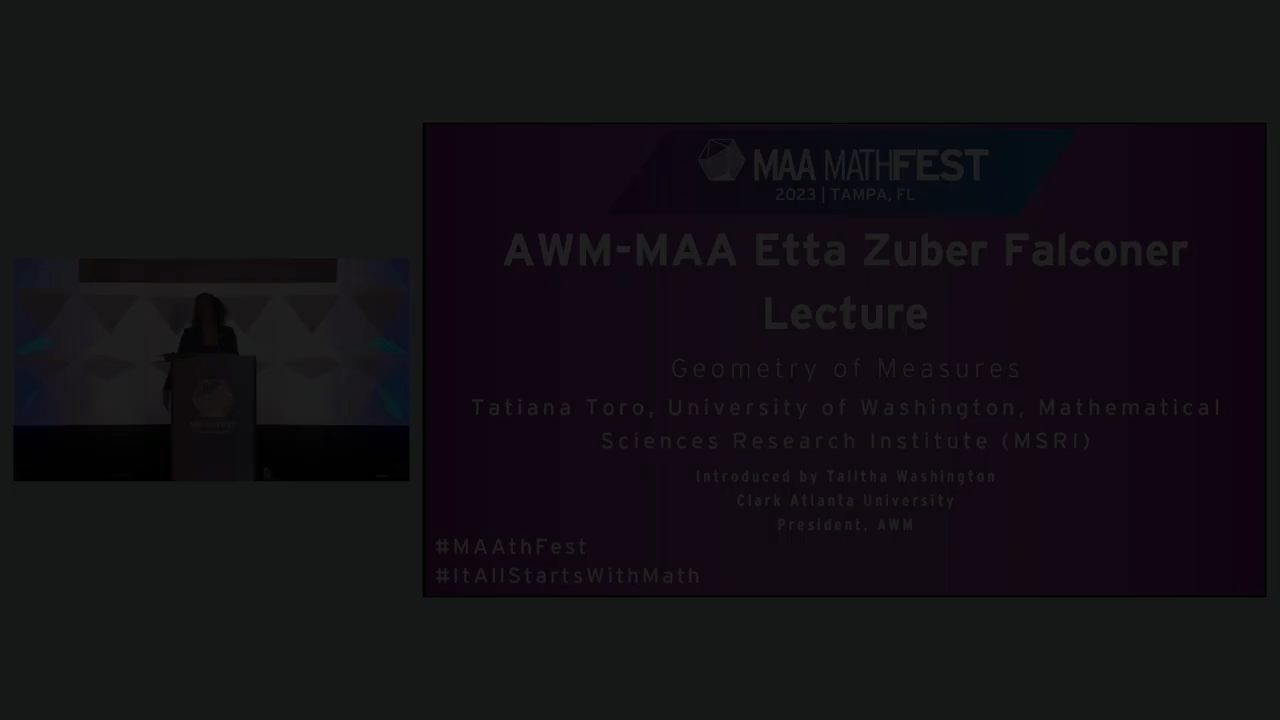 MAA MATHFEST
2023 | TAMPA, FL
AWM-MAA Etta Zuber Falconer
Lecture
Geometry of Measures
Tatiana Toro, University of Washington, Mathematical
Sciences Research Institute (MSRI)
Introduced by Talitha Washington
Clark Atlanta University
President, AWM
#MAAthFest
#ItAllStartsWithMath